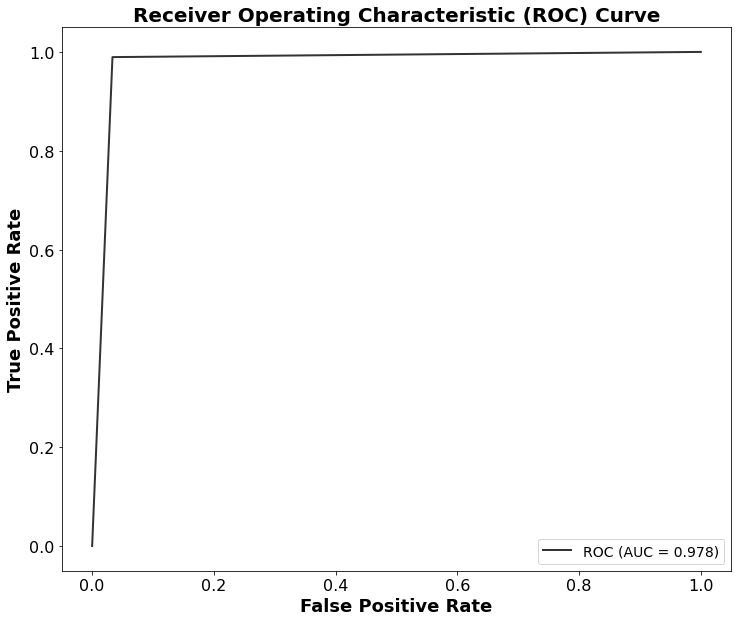 Receiver Operating Characteristic (ROC) Curve
1.0
0.8
0.6
0.4
0.2
0.0
True Positive Rate
ROC (AUC = 0.978)
0.0 0.2 0.4 0.6 0.8 1.0
False Positive Rate